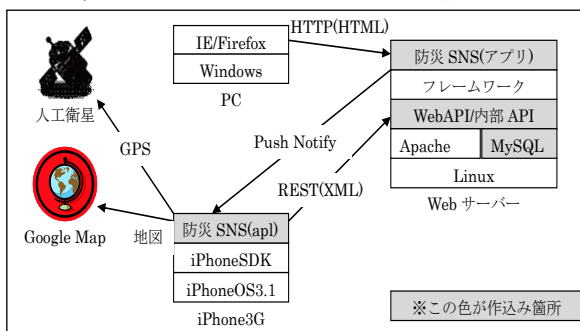 HTTP(HTML)
IE/Firefox
Windows
PC
防災 SNS(アプリ)
フレームワーク
WebAPI/内部 API
Apache
MySQL
Linux
Web サーバー
人工衛星
GPS
Push Notify
REST(XML)
Google Map
地図
防災 SNS(apl)
iPhoneSDK
iPhoneOS3.1
iPhone3G
※この色が作込み箇所